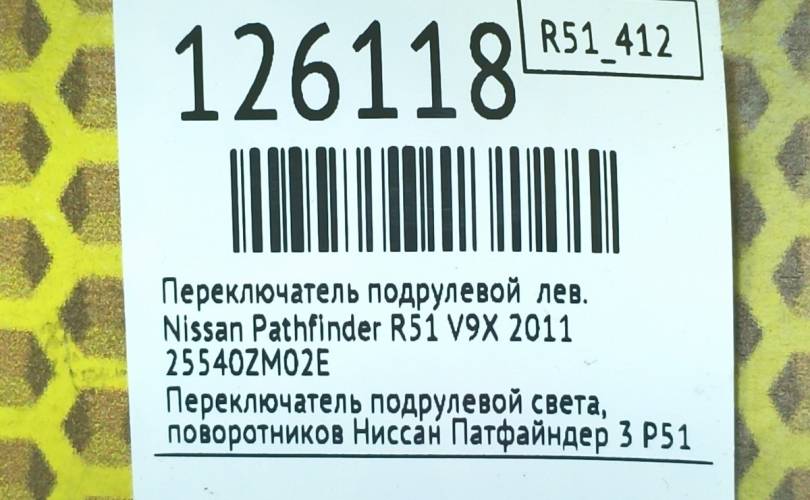 126118
R51_412
Переключатель подрулевой лев.
Nissan Pathfinder R51 V9X 2011
25540ZM02E
Переключатель подрулевой света,
поворотников Ниссан Патфайндер 3 Р51